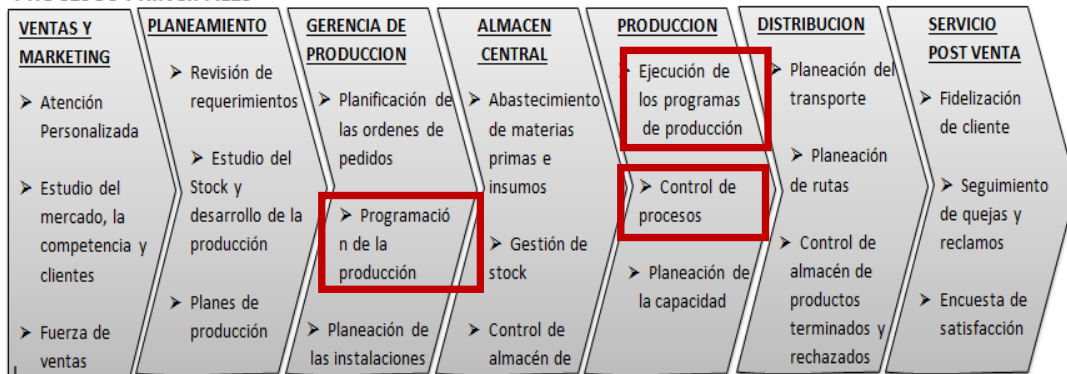 VENTAS Y
MARKETING
➢ Atención
Personalizada
➢ Estudio del
mercado, la
competencia y
clientes
➢ Fuerza de
ventas
PLANEAMIENTO
➢ Revisión de
requerimientos
➢ Estudio del
Stock y
desarrollo de la
producción
➢ Planes de
producción
GERENCIA DE
PRODUCCION
➢ Planificación de
las ordenes de
pedidos
➢ Programació
n de la
producción
➢ Planeación de
las instalaciones
ALMACEN
CENTRAL
➢ Abastecimiento
de materias
primas e
insumos
➢ Gestión de
stock
➢ Control de
almacén de
PRODUCCION
➢ Ejecución de
los programas
de producción
➢ Control de
procesos
➢ Planeación de
la capacidad
DISTRIBUCION
➢ Planeación del
transporte
➢ Planeación
de rutas
➢ Control de
almacén de
productos
terminados y
rechazados
SERVICIO
POST VENTA
➢ Fidelización
de cliente
➢ Seguimiento
de quejas y
reclamos
➢ Encuesta de
satisfacción